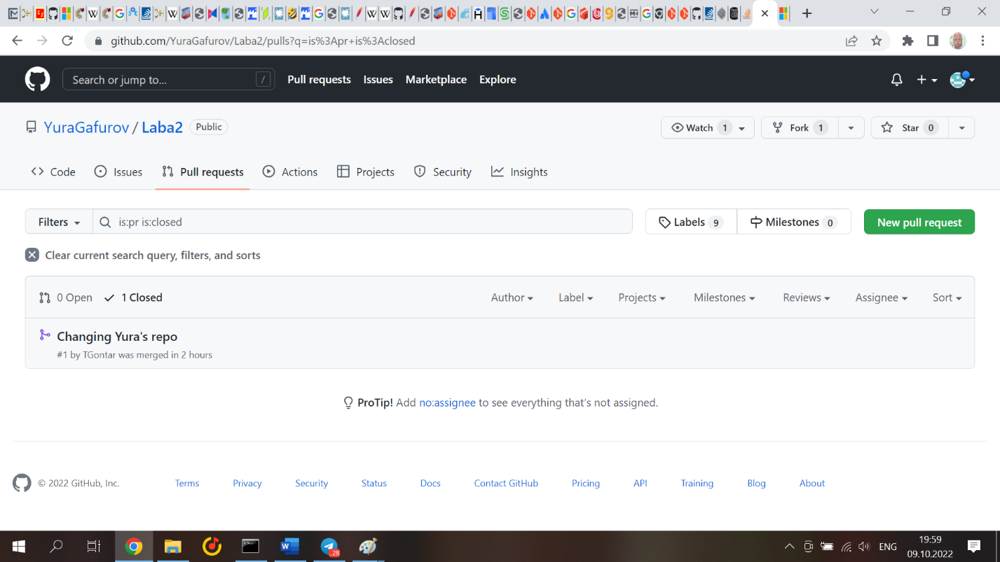 github.com/YuraGafurov/Laba2/pulls?q=is%3Apr+is%3Aclosed
Search or jump to... /
Pull requests Issues Marketplace Explore
YuraGafurov / Laba2 Public
Watch 1 Fork 1 Star 0
Code Issues Pull requests Actions Projects Security Insights
Filters is:pr is:closed Labels 9 Milestones 0 New pull request
Clear current search query, filters, and sorts
0 Open 1 Closed Author Label Projects Milestones Reviews Assignee Sort
Changing Yura's repo
#1 by TGontar was merged in 2 hours
ProTip! Add no:assignee to see everything that's not assigned.
© 2022 GitHub, Inc. Terms Privacy Security Status Docs Contact GitHub Pricing API Training Blog About
ENG 19:59
09.10.2022